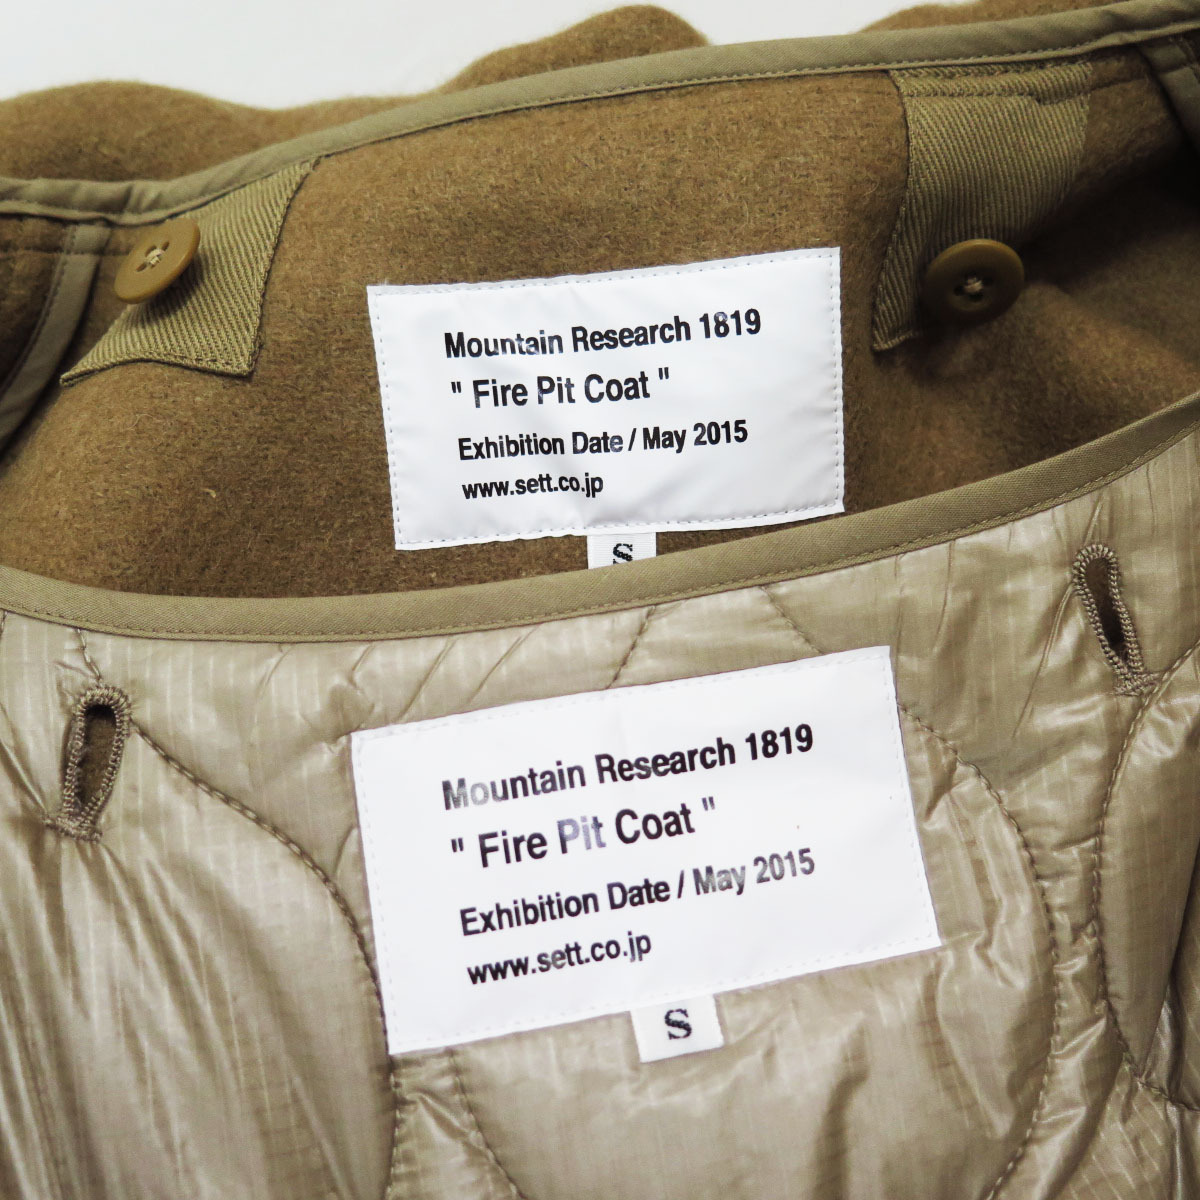 Mountain Research 1819
" Fire Pit Coat "
Exhibition Date / May 2015
www.sett.co.jp
S
Mountain Research 1819
" Fire Pit Coat "
Exhibition Date / May 2015
www.sett.co.jp
S